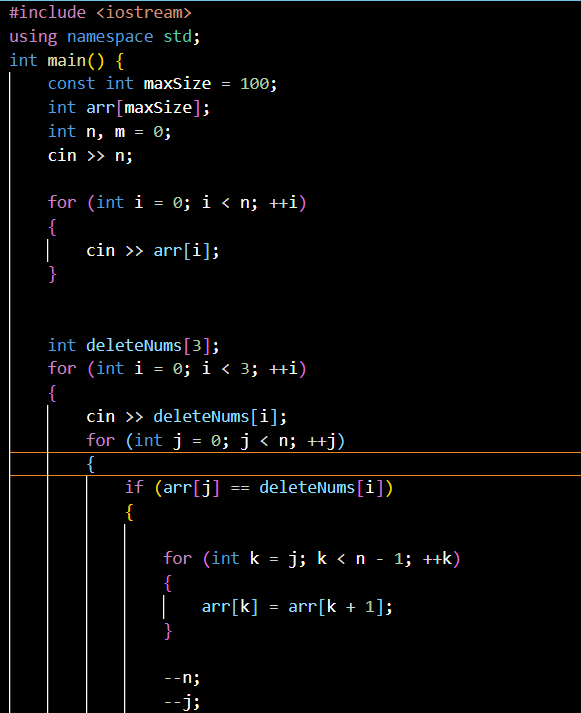 #include <iostream>
using namespace std;
int main() {
const int maxSize = 100;
int arr[maxSize];
int n, m = 0;
cin >> n;
for (int i = 0; i < n; ++i)
{
cin >> arr[i];
}
int deleteNums[3];
for (int i = 0; i < 3; ++i)
{
cin >> deleteNums[i];
for (int j = 0; j < n; ++j)
{
if (arr[j] == deleteNums[i])
{
for (int k = j; k < n - 1; ++k)
{
arr[k] = arr[k + 1];
}
--n;
--j;